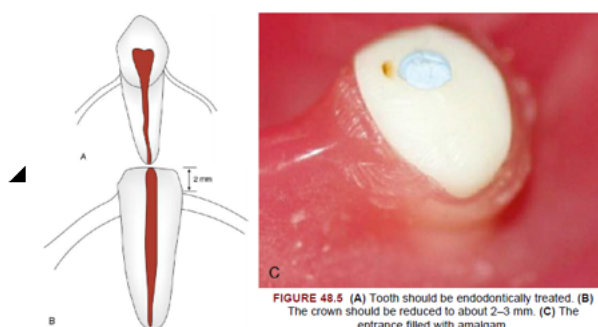 A
2 mm
B
C
FIGURE 48.5 (A) Tooth should be endodontically treated. (B)
The crown should be reduced to about 2–3 mm. (C) The
entrance filled with amalgam